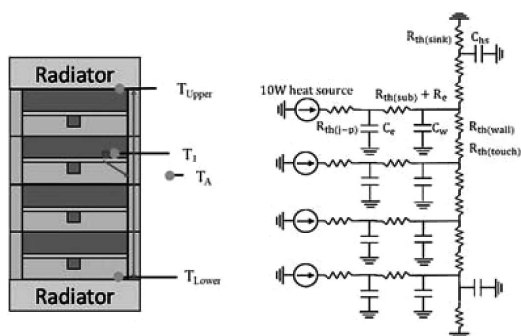 Radiator
T_Upper
T_1
T_A
T_Lower
Radiator
R_th(sink)
C_hs
10W heat source
R_th(sub) + R_e
R_th(j−p)
C_e
C_w
R_th(wall)
R_th(touch)